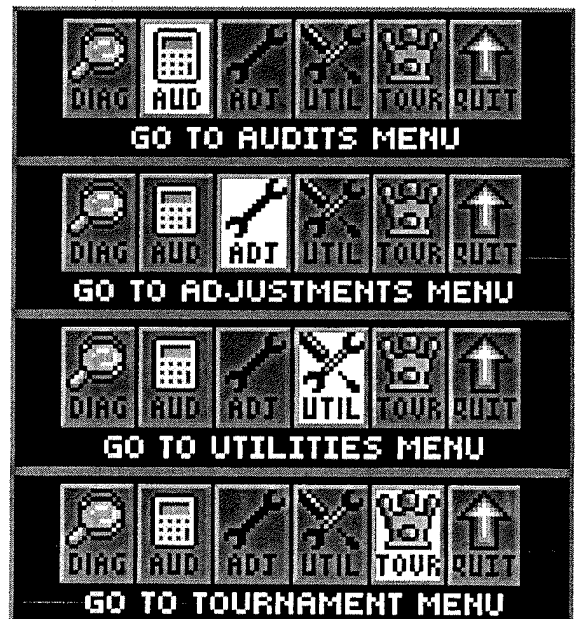 DIAG AUD ADJ UTIL TOUR QUIT
GO TO AUDITS MENU
DIAG AUD ADJ UTIL TOUR QUIT
GO TO ADJUSTMENTS MENU
DIAG AUD ADJ UTIL TOUR QUIT
GO TO UTILITIES MENU
DIAG AUD ADJ UTIL TOUR QUIT
GO TO TOURNAMENT MENU